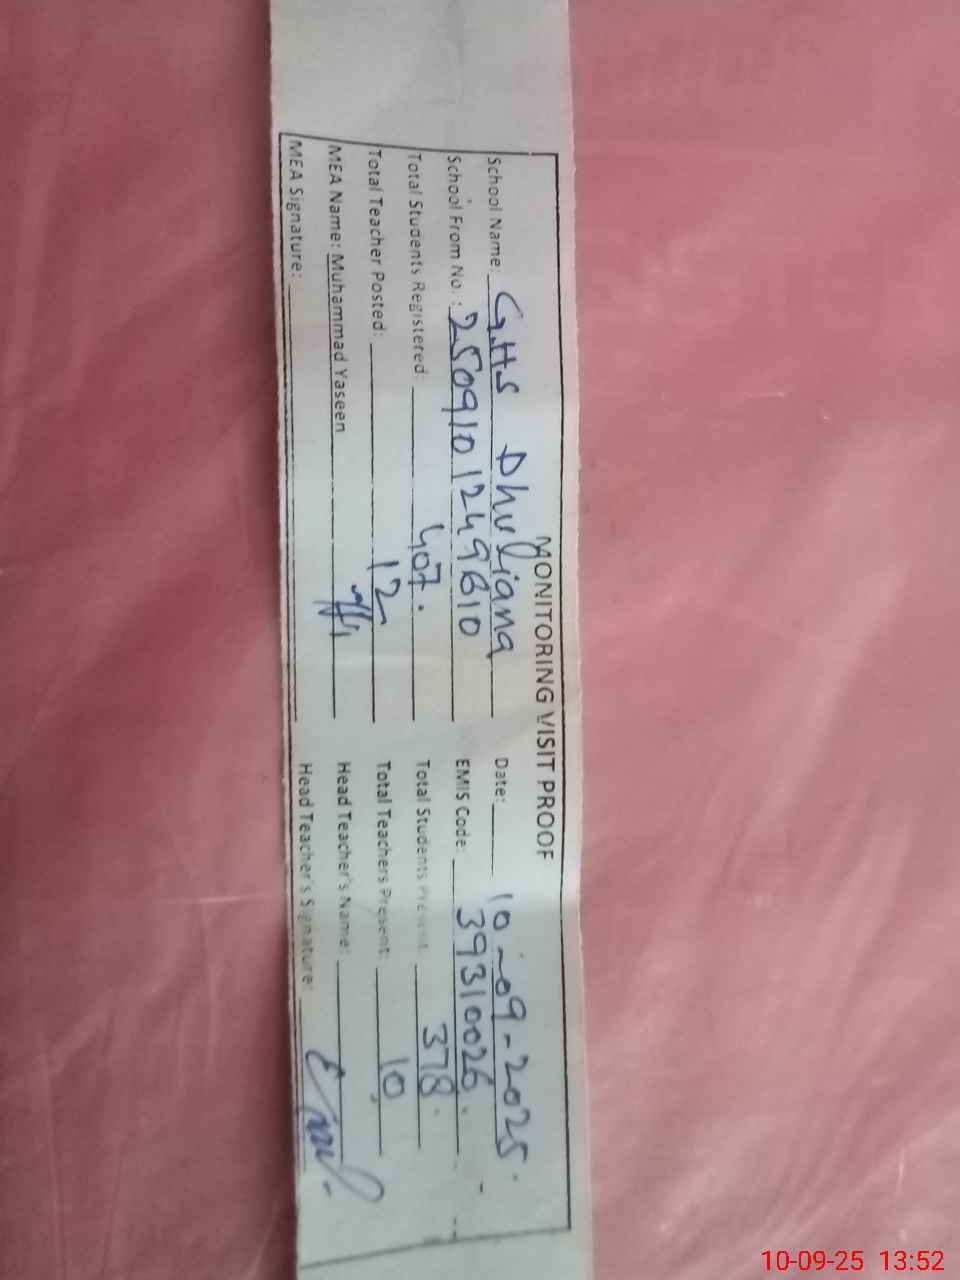 MONITORING VISIT PROOF
School Name: GHS Dhuliana Date: 10-09-2025.
School From No. : 2509101249610 EMIS Code: 39310026.
Total Students Registered: 407. Total Students Present: 378.
Total Teacher Posted: 12 Total Teachers Present: 10
MEA Name: Muhammad Yaseen Head Teacher's Name:
MEA Signature: Head Teacher's Signature:
10-09-25 13:52